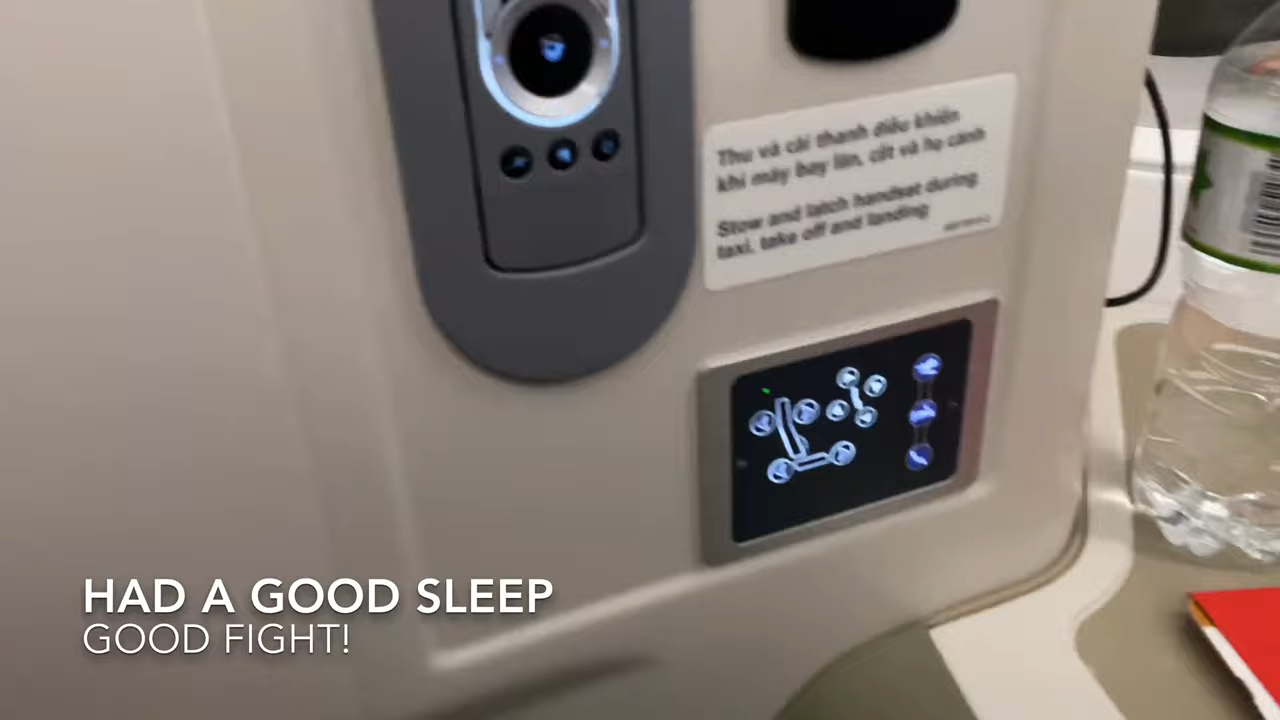 Thu và cài thanh điều khiển
khi máy bay lên, cất và hạ cánh
Stow and latch handset during
taxi, take off and landing
HAD A GOOD SLEEP
GOOD FIGHT!